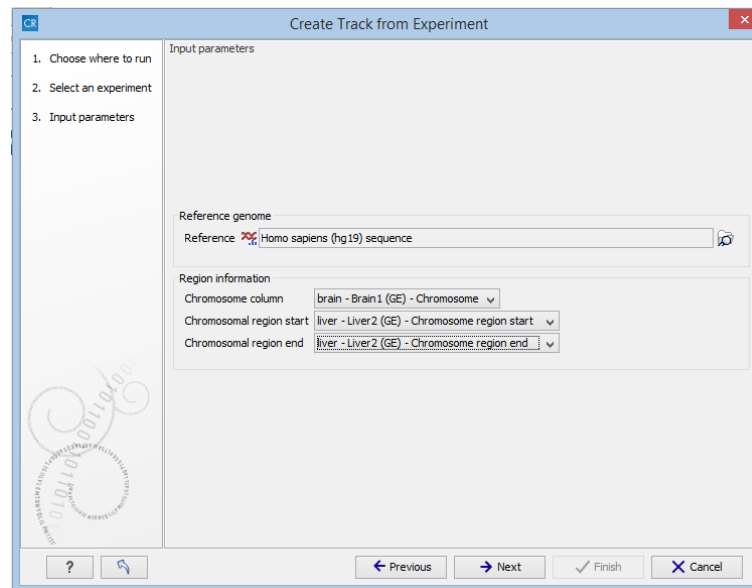 CR
Create Track from Experiment
1. Choose where to run
2. Select an experiment
3. Input parameters
Input parameters
Reference genome
Reference Homo sapiens (hg19) sequence
Region information
Chromosome column brain - Brain1 (GE) - Chromosome
Chromosomal region start liver - Liver2 (GE) - Chromosome region start
Chromosomal region end liver - Liver2 (GE) - Chromosome region end
? Previous Next Finish Cancel